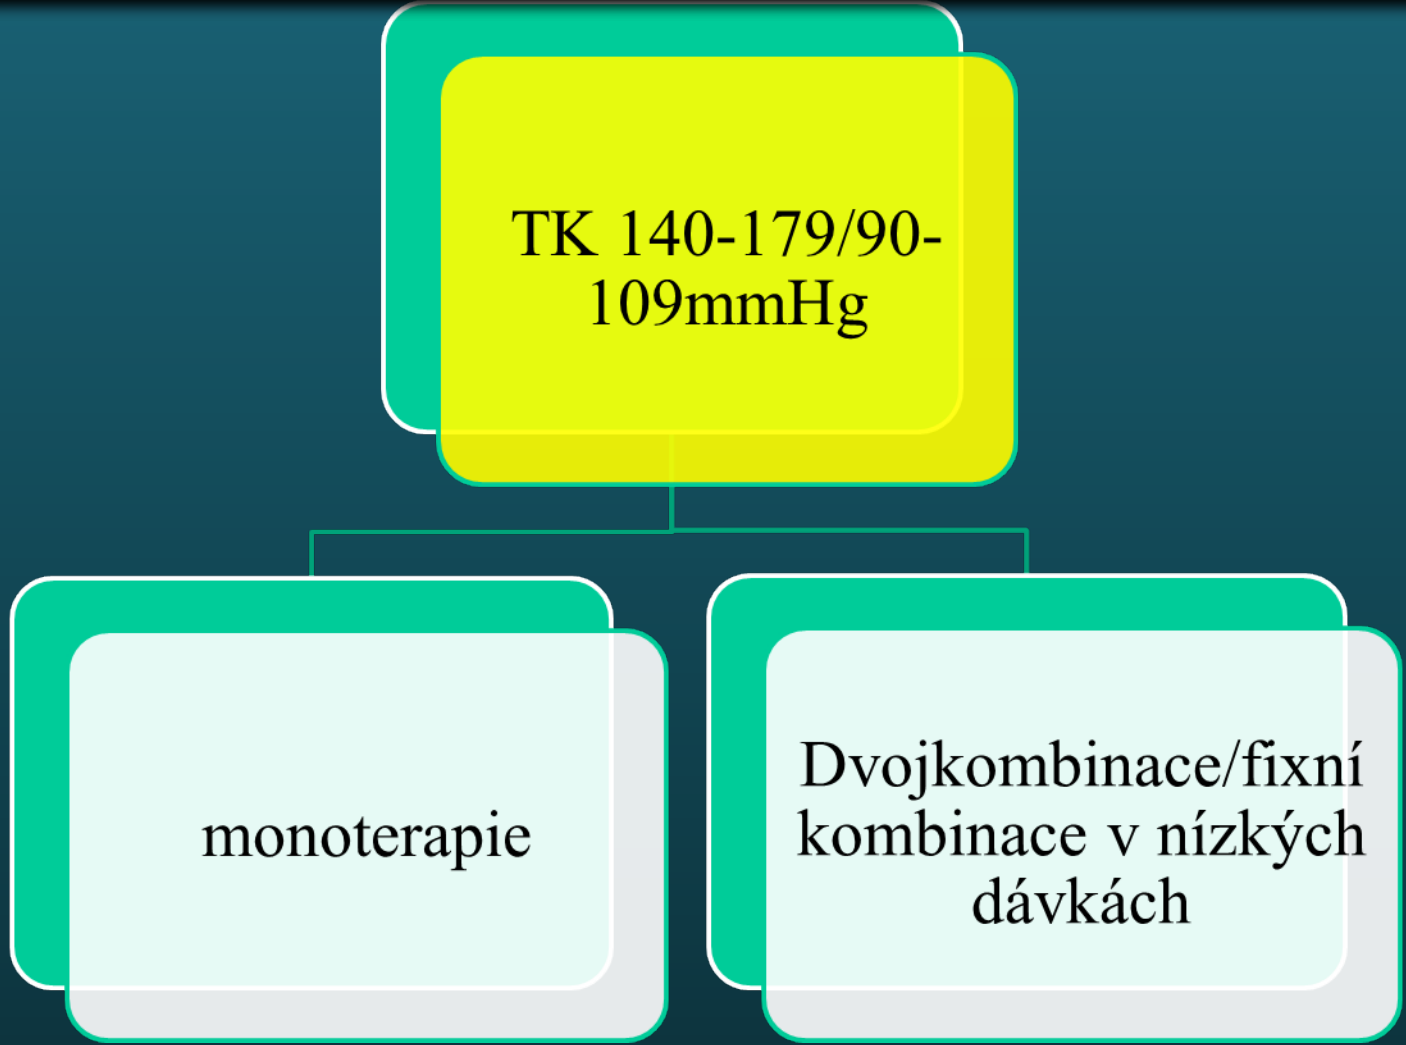 TK 140-179/90-
109mmHg
monoterapie
Dvojkombinace/fixní
kombinace v nízkých
dávkách